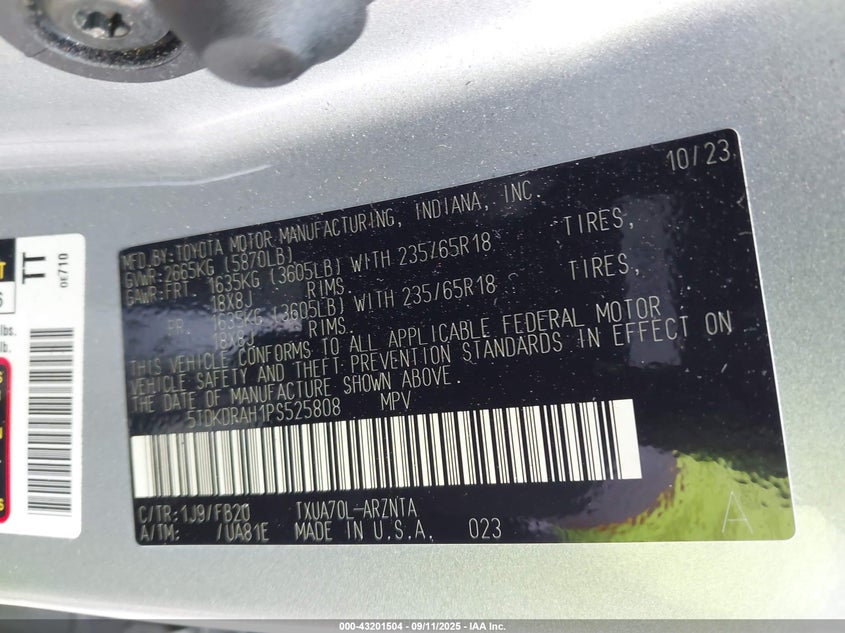 10/23
MFD.BY:TOYOTA MOTOR MANUFACTURING, INDIANA, INC.
GVWR:2665KG (5870LB)
GAWR:FRT 1635KG (3605LB) WITH 235/65R18 TIRES,
18X8J RIMS.
RR. 1635KG (3605LB) WITH 235/65R18 TIRES,
18X8J RIMS.
THIS VEHICLE CONFORMS TO ALL APPLICABLE FEDERAL MOTOR
VEHICLE SAFETY AND THEFT PREVENTION STANDARDS IN EFFECT ON
THE DATE OF MANUFACTURE SHOWN ABOVE.
5TDKDRAH1PS525808 MPV
C/TR:1J9/FB20 TXUA70L-ARZNTA
A/TM: /UA81E MADE IN U.S.A. 023
A
TT
0E710
lbs.
lb.
000-43201504 - 09/11/2025 - IAA Inc.